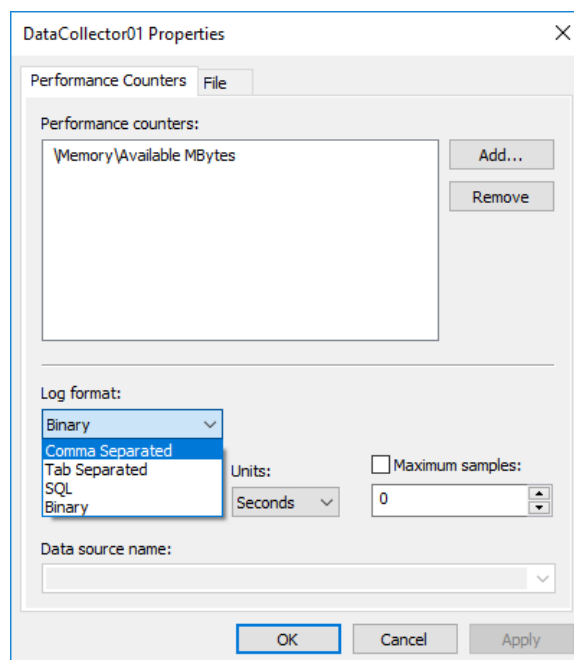 DataCollector01 Properties
Performance Counters
File
Performance counters:
\Memory\Available MBytes
Add...
Remove
Log format:
Binary
Comma Separated
Tab Separated
SQL
Binary
Units:
Seconds
Maximum samples:
0
Data source name:
OK
Cancel
Apply